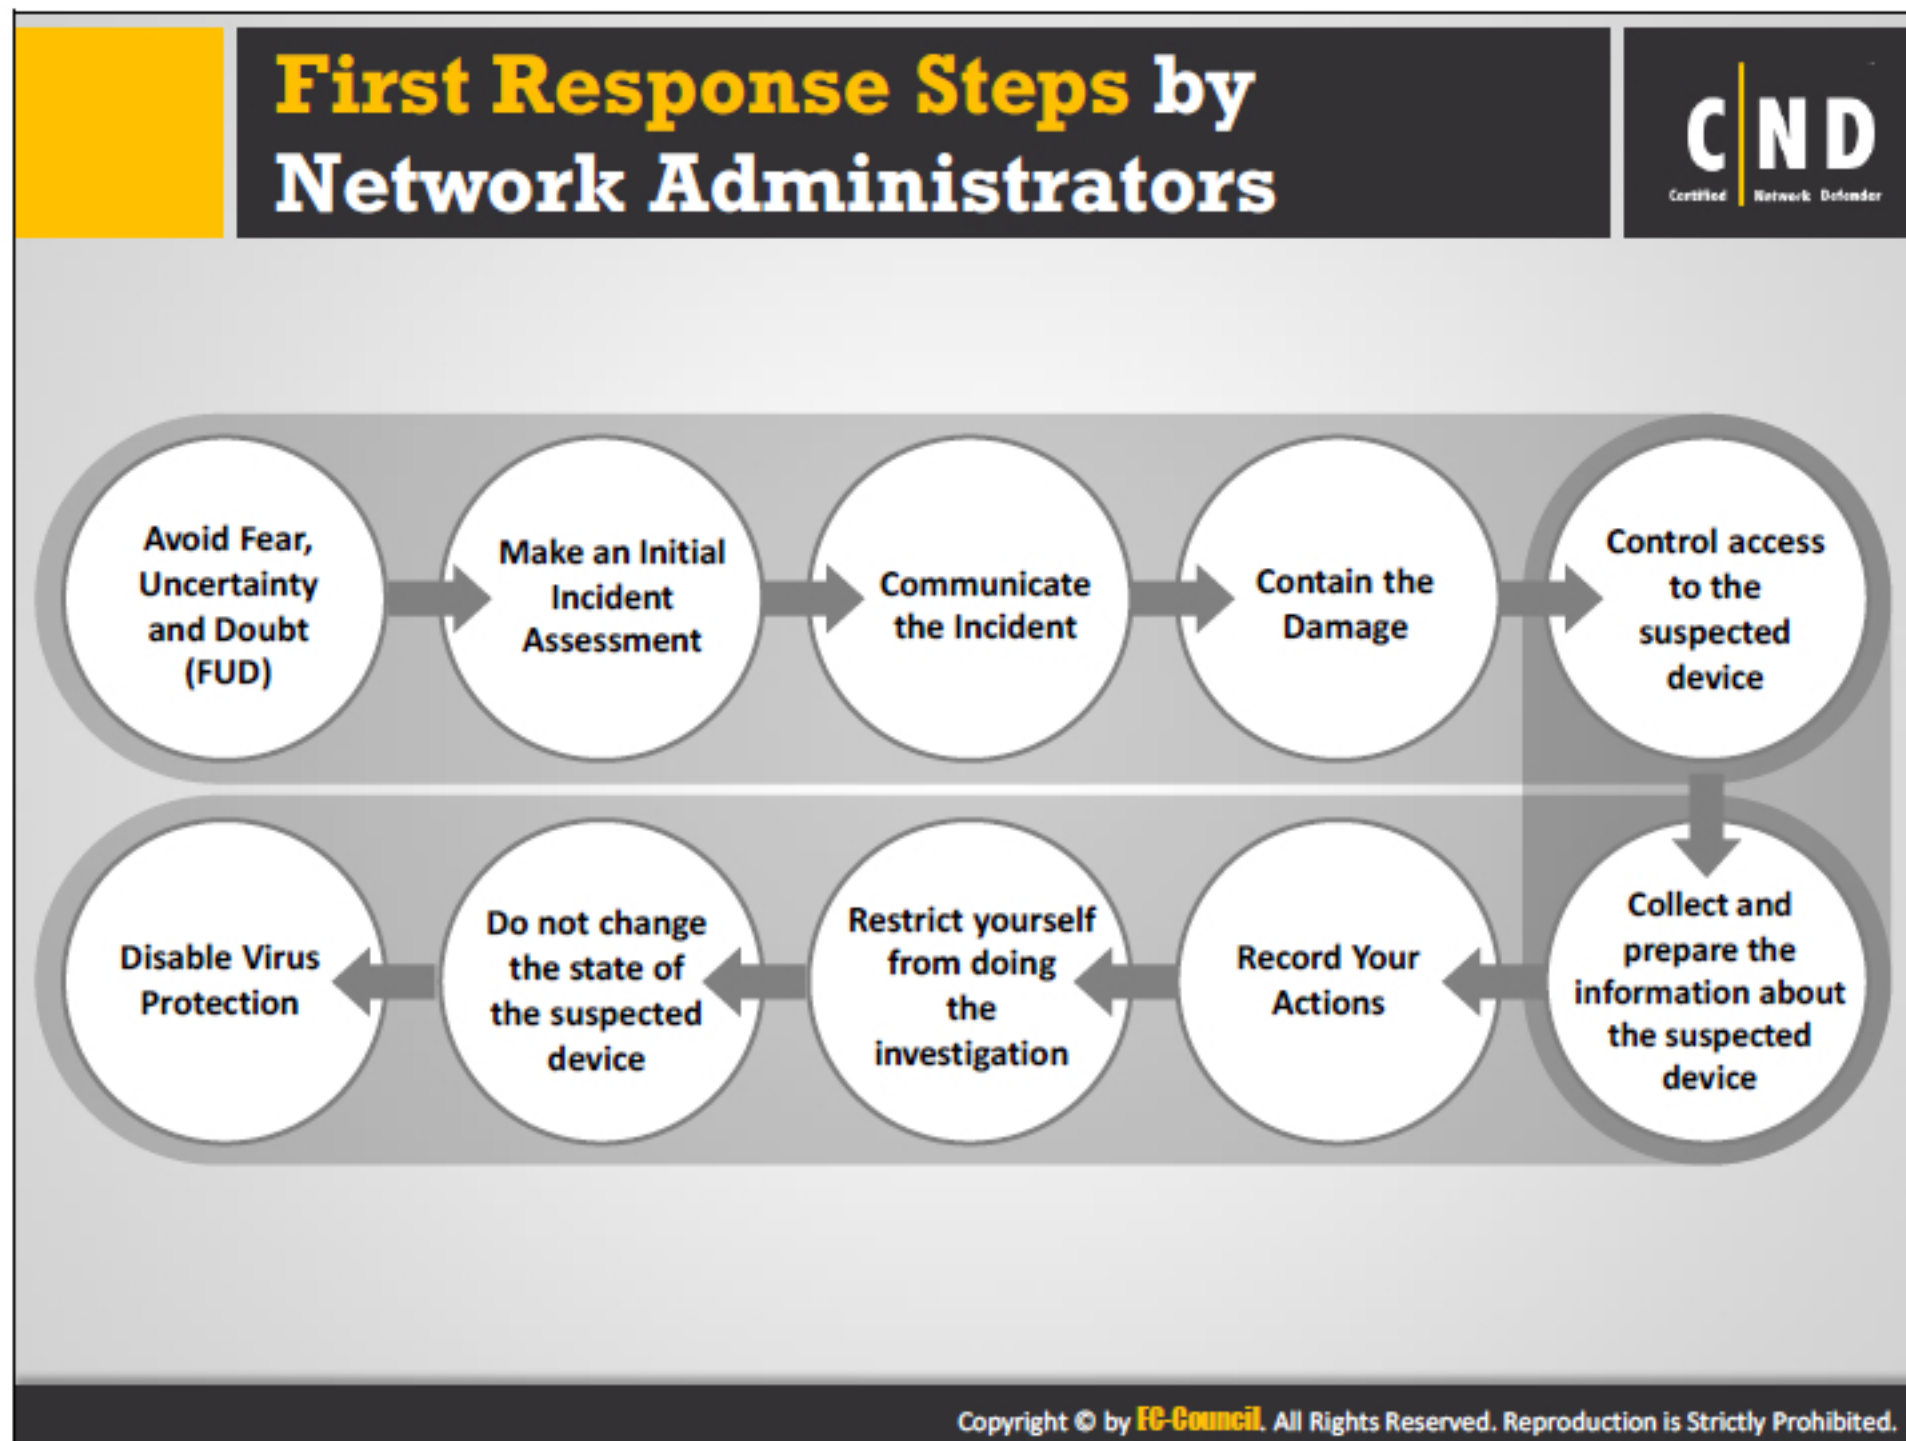 First Response Steps by
Network Administrators
C|ND
Certified Network Defender
Avoid Fear,
Uncertainty
and Doubt
(FUD)
Make an Initial
Incident
Assessment
Communicate
the Incident
Contain the
Damage
Control access
to the
suspected
device
Collect and
prepare the
information about
the suspected
device
Record Your
Actions
Restrict yourself
from doing
the
investigation
Do not change
the state of
the suspected
device
Disable Virus
Protection
Copyright © by EC-Council. All Rights Reserved. Reproduction is Strictly Prohibited.